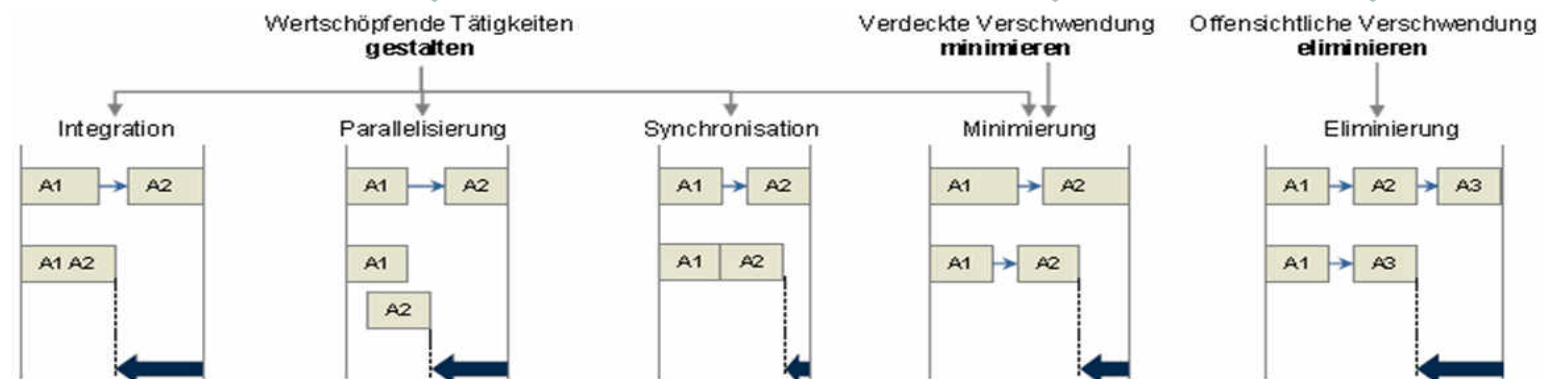 Wertschöpfende Tätigkeiten
gestalten
Verdeckte Verschwendung
minimieren
Offensichtliche Verschwendung
eliminieren
Integration
Parallelisierung
Synchronisation
Minimierung
Eliminierung
A1 A2
A1 A2
A1 A2
A1 A2
A1 A2 A3
A1 A2
A1
A1 A2
A1 A2
A1 A3
A2